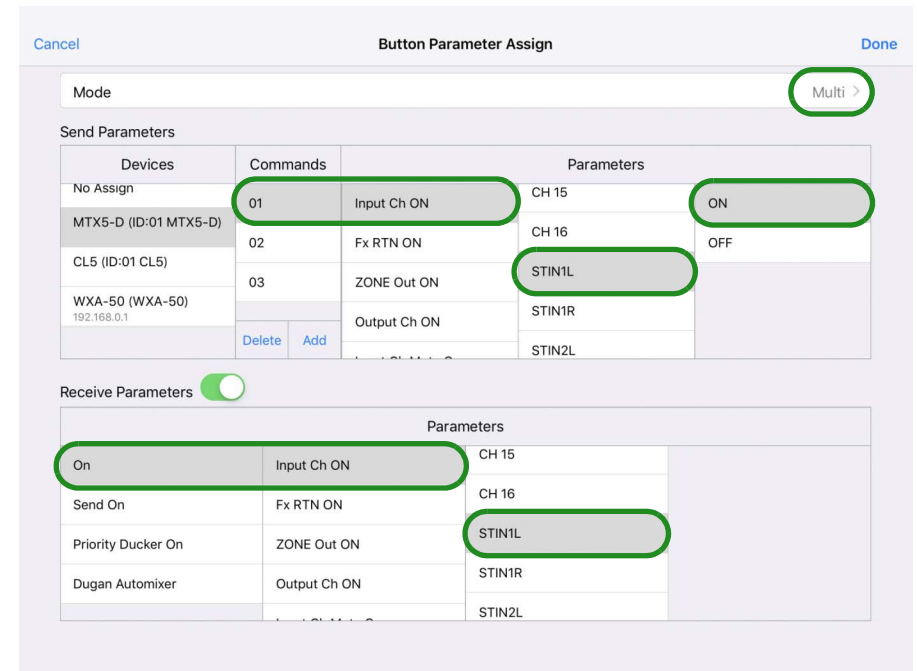 Cancel Button Parameter Assign Done
Mode Multi >
Send Parameters
Devices Commands Parameters
No Assign
MTX5-D (ID:01 MTX5-D)
CL5 (ID:01 CL5)
WXA-50 (WXA-50)
192.168.0.1
01
02
03
Delete Add
Input Ch ON
Fx RTN ON
ZONE Out ON
Output Ch ON
CH 15
CH 16
STIN1L
STIN1R
STIN2L
ON
OFF
Receive Parameters
Parameters
On
Send On
Priority Ducker On
Dugan Automixer
Input Ch ON
Fx RTN ON
ZONE Out ON
Output Ch ON
CH 15
CH 16
STIN1L
STIN1R
STIN2L